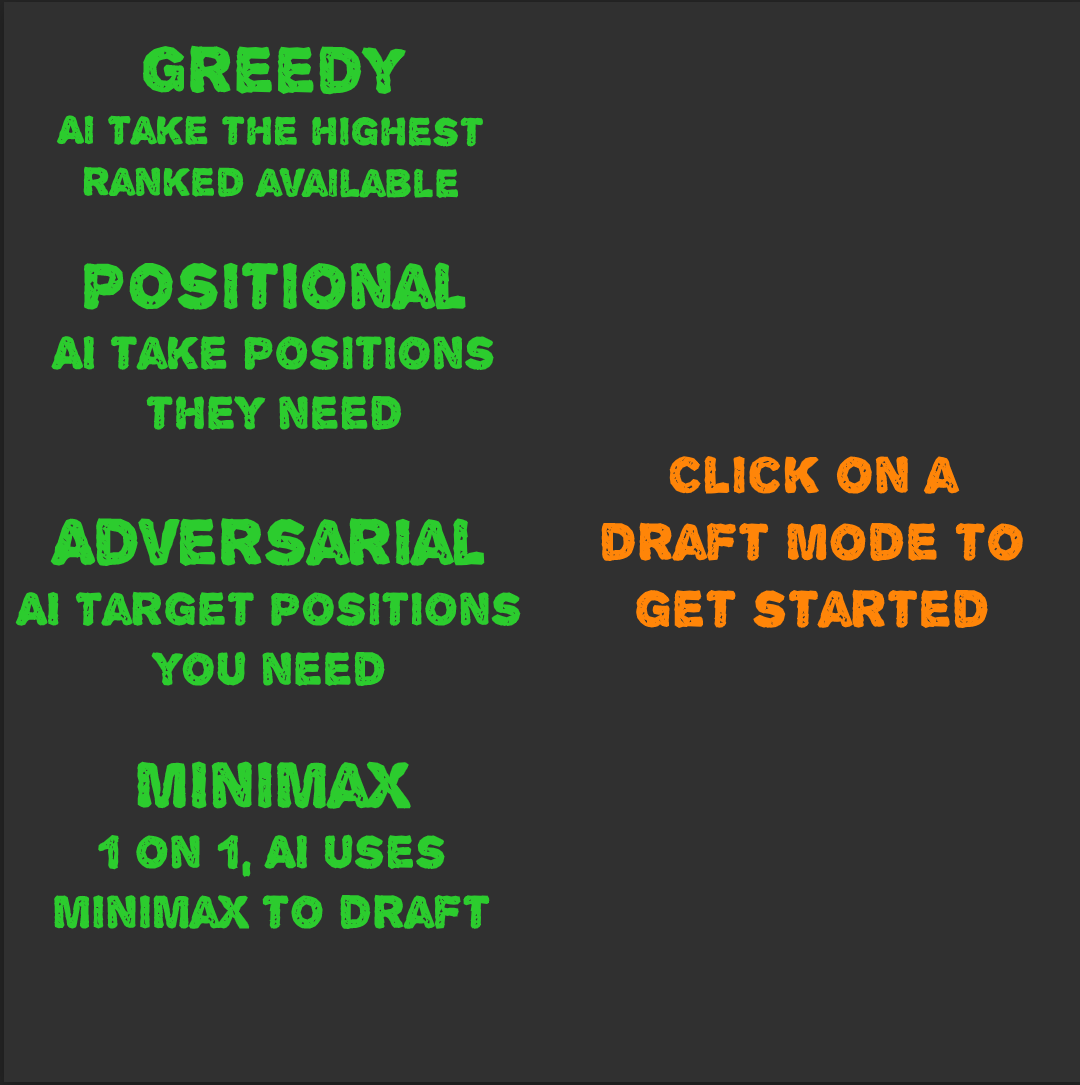 GREEDY
AI TAKE THE HIGHEST
RANKED AVAILABLE
POSITIONAL
AI TAKE POSITIONS
THEY NEED
ADVERSARIAL
AI TARGET POSITIONS
YOU NEED
MINIMAX
1 ON 1, AI USES
MINIMAX TO DRAFT
CLICK ON A
DRAFT MODE TO
GET STARTED